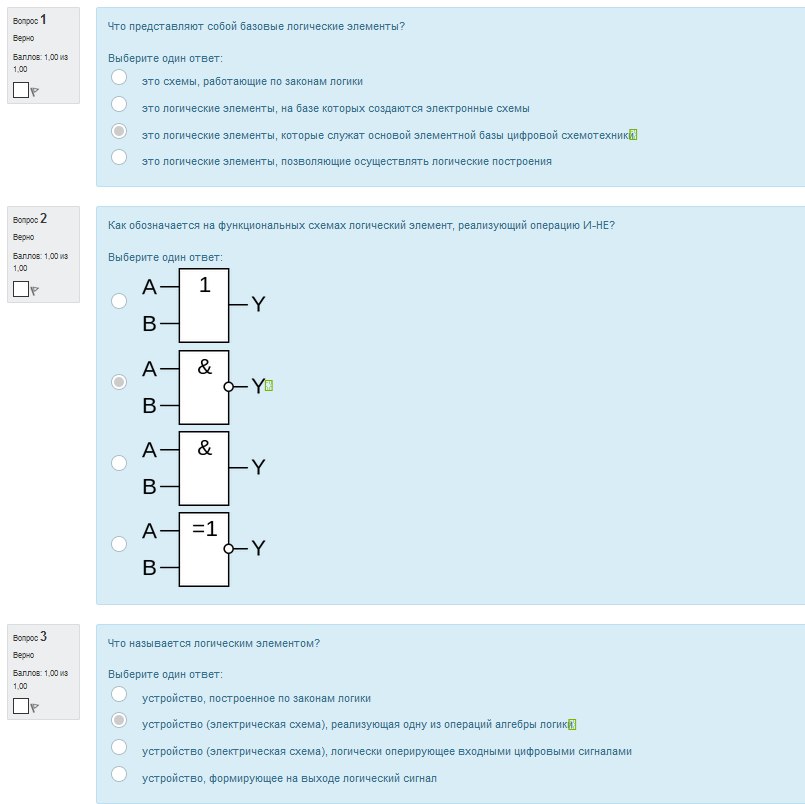 Вопрос 1
Верно
Баллов: 1,00 из
1,00
Что представляют собой базовые логические элементы?
Выберите один ответ:
это схемы, работающие по законам логики
это логические элементы, на базе которых создаются электронные схемы
это логические элементы, которые служат основой элементной базы цифровой схемотехники
это логические элементы, позволяющие осуществлять логические построения
Вопрос 2
Верно
Баллов: 1,00 из
1,00
Как обозначается на функциональных схемах логический элемент, реализующий операцию И-НЕ?
Выберите один ответ:
A 1
Y
B
A &
Y
B
A &
Y
B
A =1
Y
B
Вопрос 3
Верно
Баллов: 1,00 из
1,00
Что называется логическим элементом?
Выберите один ответ:
устройство, построенное по законам логики
устройство (электрическая схема), реализующая одну из операций алгебры логики
устройство (электрическая схема), логически оперирующее входными цифровыми сигналами
устройство, формирующее на выходе логический сигнал